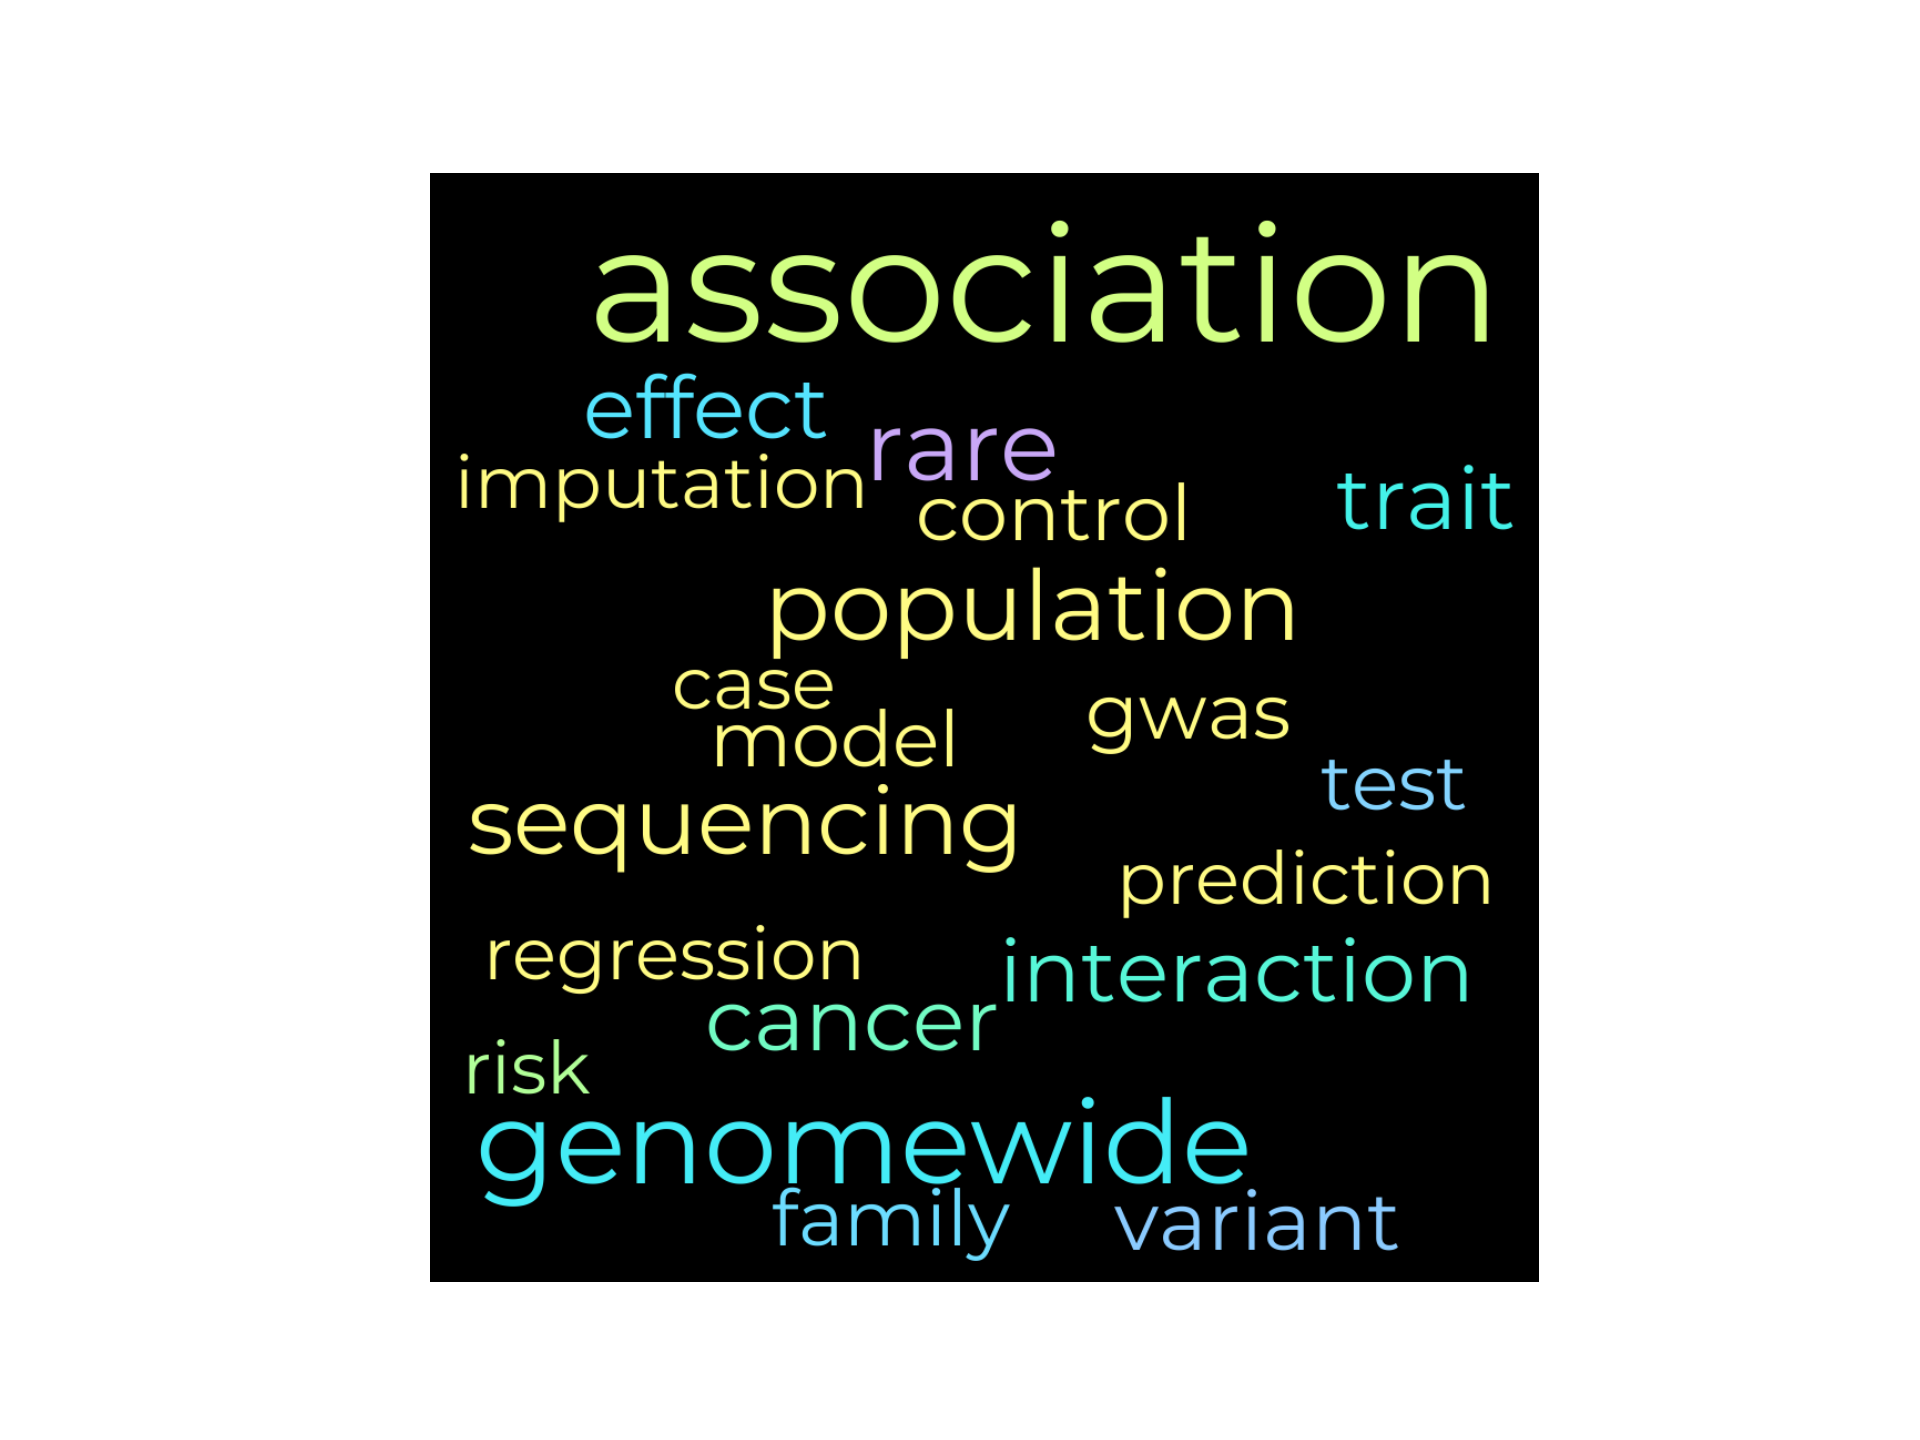 association
effect
rare
imputation
control
trait
population
case
gwas
model
test
sequencing
prediction
regression
interaction
cancer
risk
genomewide
family
variant